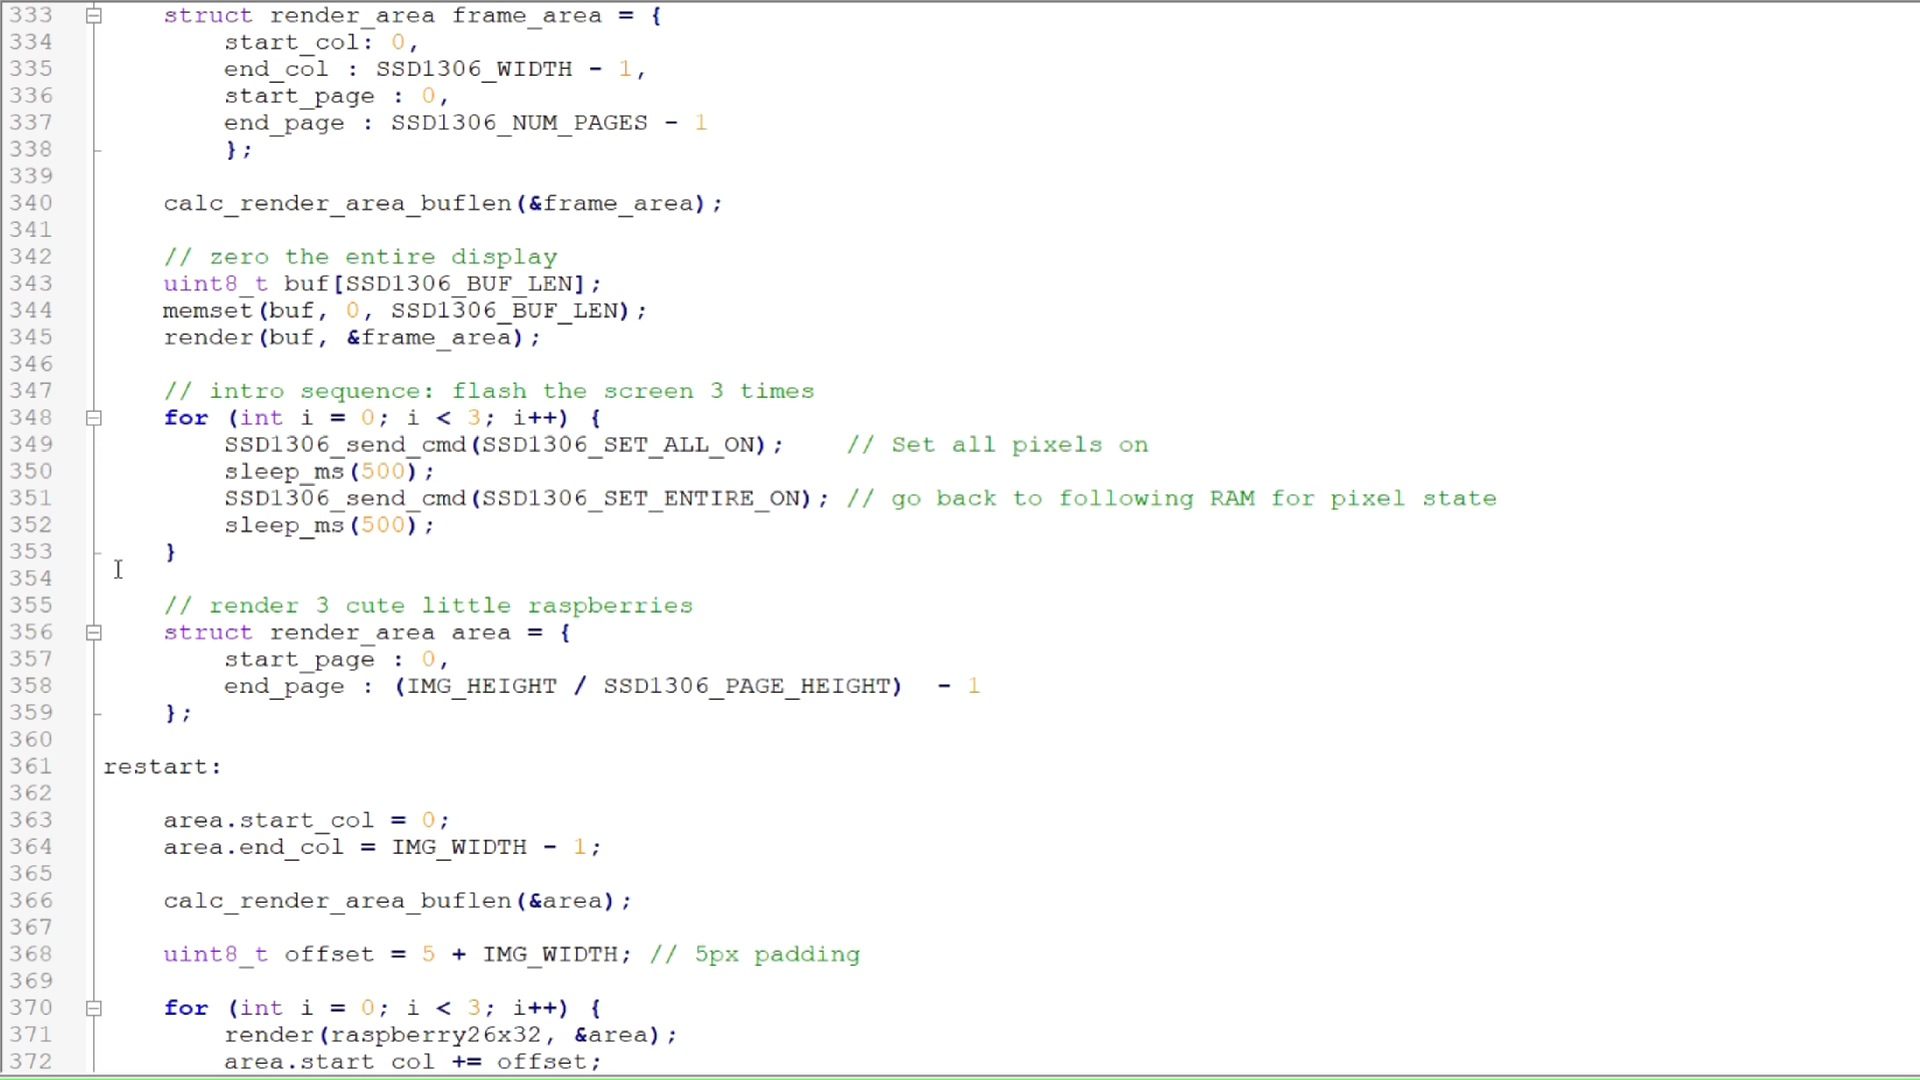 333 struct render_area frame_area = {
334 start_col: 0,
335 end_col : SSD1306_WIDTH - 1,
336 start_page : 0,
337 end_page : SSD1306_NUM_PAGES - 1
338 };
339
340 calc_render_area_buflen(&frame_area);
341
342 // zero the entire display
343 uint8_t buf[SSD1306_BUF_LEN];
344 memset(buf, 0, SSD1306_BUF_LEN);
345 render(buf, &frame_area);
346
347 // intro sequence: flash the screen 3 times
348 for (int i = 0; i < 3; i++) {
349 SSD1306_send_cmd(SSD1306_SET_ALL_ON); // Set all pixels on
350 sleep_ms(500);
351 SSD1306_send_cmd(SSD1306_SET_ENTIRE_ON); // go back to following RAM for pixel state
352 sleep_ms(500);
353 }
354
355 // render 3 cute little raspberries
356 struct render_area area = {
357 start_page : 0,
358 end_page : (IMG_HEIGHT / SSD1306_PAGE_HEIGHT) - 1
359 };
360
361 restart:
362
363 area.start_col = 0;
364 area.end_col = IMG_WIDTH - 1;
365
366 calc_render_area_buflen(&area);
367
368 uint8_t offset = 5 + IMG_WIDTH; // 5px padding
369
370 for (int i = 0; i < 3; i++) {
371 render(raspberry26x32, &area);
372 area.start_col += offset;